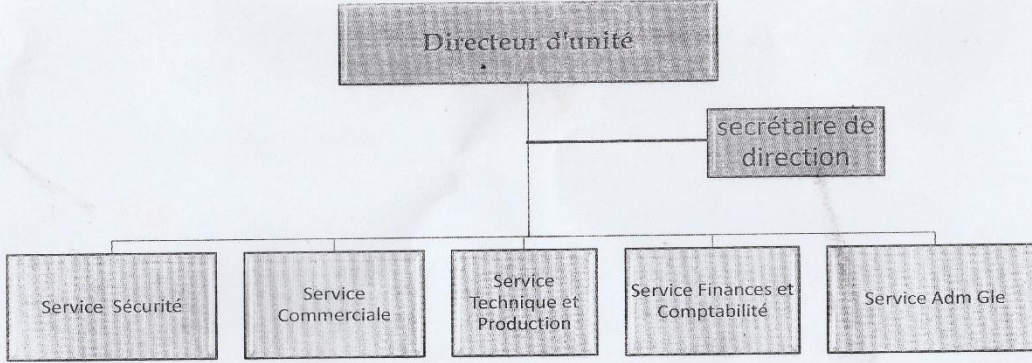 Directeur d'unité
secrétaire de
direction
Service Sécurité
Service
Commerciale
Service
Technique et
Production
Service Finances et
Comptabilité
Service Adm Gle